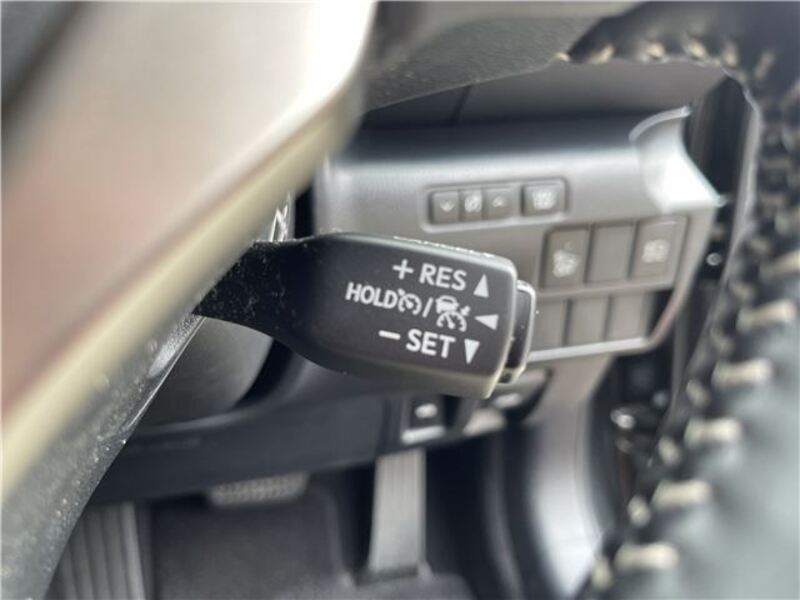 + RES
HOLD /
− SET